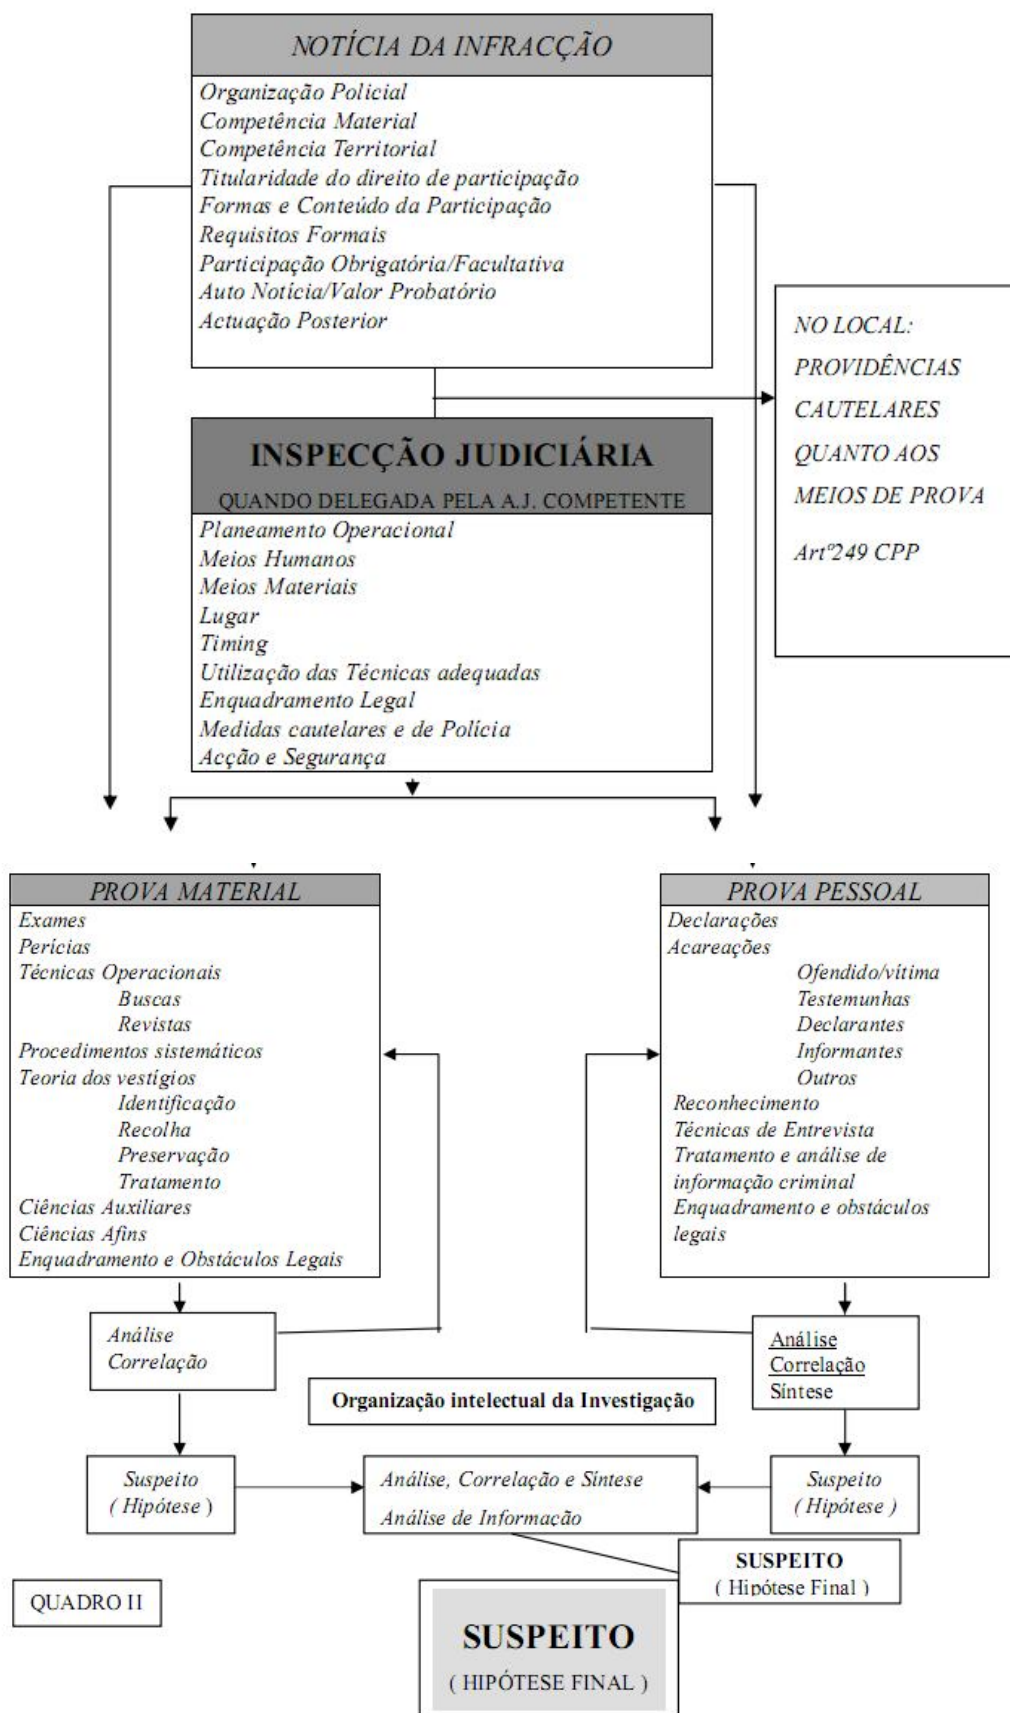 NOTÍCIA DA INFRACÇÃO
Organização Policial
Competência Material
Competência Territorial
Titularidade do direito de participação
Formas e Conteúdo da Participação
Requisitos Formais
Participação Obrigatória/Facultativa
Auto Notícia/Valor Probatório
Actuação Posterior
NO LOCAL:
PROVIDÊNCIAS
CAUTELARES
QUANTO AOS
MEIOS DE PROVA
Artº249 CPP
INSPECÇÃO JUDICIÁRIA
QUANDO DELEGADA PELA A.J. COMPETENTE
Planeamento Operacional
Meios Humanos
Meios Materiais
Lugar
Timing
Utilização das Técnicas adequadas
Enquadramento Legal
Medidas cautelares e de Polícia
Acção e Segurança
PROVA MATERIAL
Exames
Perícias
Técnicas Operacionais
Buscas
Revistas
Procedimentos sistemáticos
Teoria dos vestígios
Identificação
Recolha
Preservação
Tratamento
Ciências Auxiliares
Ciências Afins
Enquadramento e Obstáculos Legais
PROVA PESSOAL
Declarações
Acareações
Ofendido/vítima
Testemunhas
Declarantes
Informantes
Outros
Reconhecimento
Técnicas de Entrevista
Tratamento e análise de
informação criminal
Enquadramento e obstáculos
legais
Análise
Correlação
Análise
Correlação
Síntese
Organização intelectual da Investigação
Suspeito
( Hipótese )
Análise, Correlação e Síntese
Análise de Informação
Suspeito
( Hipótese )
SUSPEITO
( Hipótese Final )
QUADRO II
SUSPEITO
( HIPÓTESE FINAL )